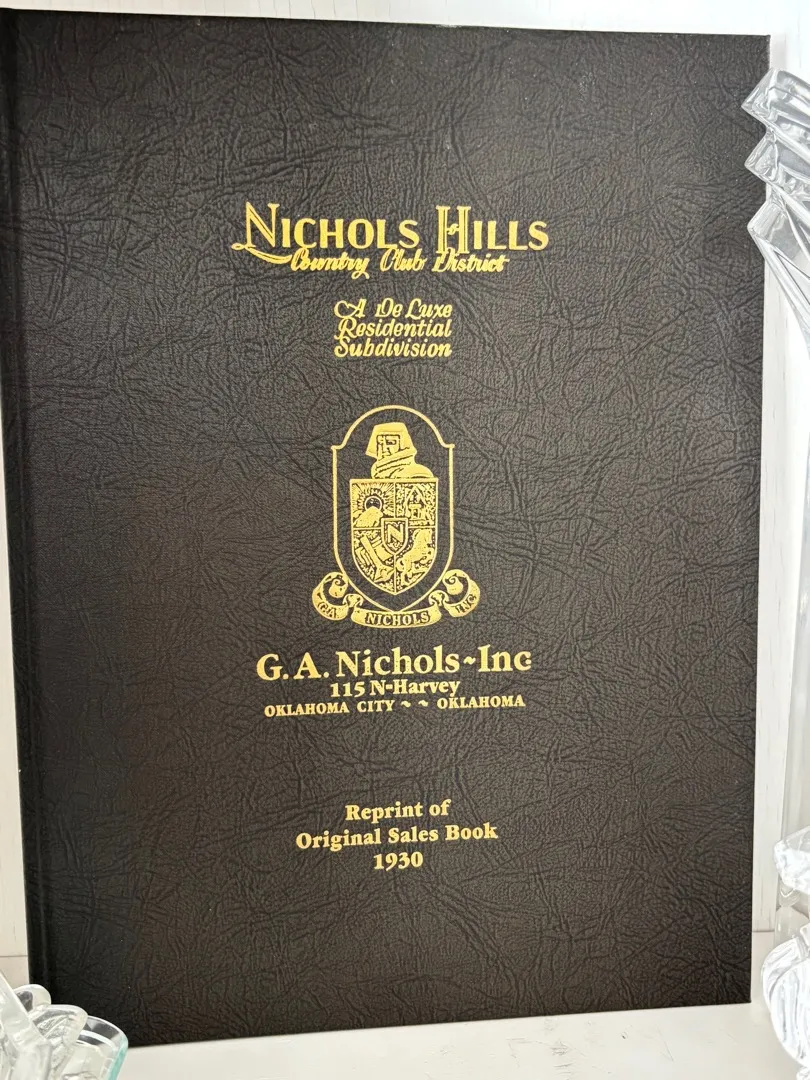 NICHOLS HILLS
Country Club District
A De Luxe
Residential
Subdivision
N
G.A. NICHOLS INC
G.A. Nichols~Inc
115 N-Harvey
OKLAHOMA CITY ~ ~ OKLAHOMA
Reprint of
Original Sales Book
1930